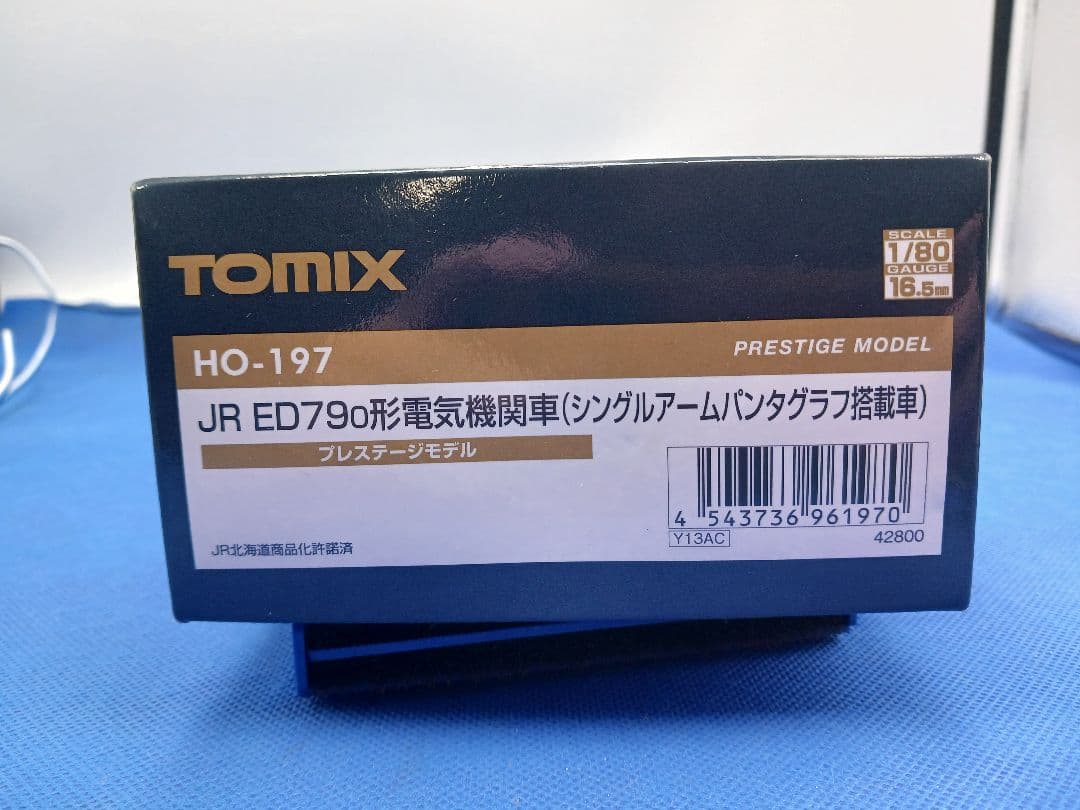 TOMIX
SCALE
1/80
GAUGE
16.5mm
HO-197
PRESTIGE MODEL
JR ED790形電気機関車(シングルアームパンタグラフ搭載車)
プレステージモデル
4 543736 961970
Y13AC
42800
JR北海道商品化許諾済